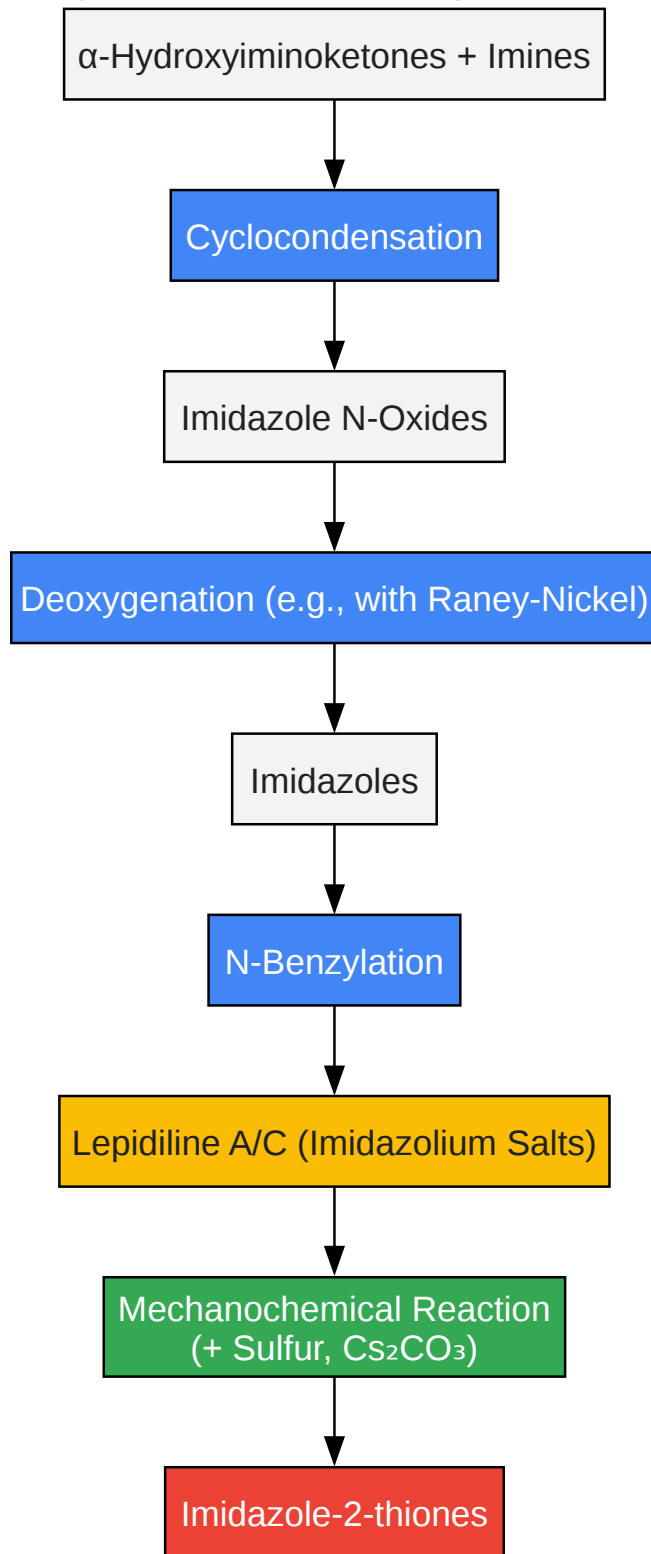 α-Hydroxyiminoketones + Imines
Cyclocondensation
Imidazole N-Oxides
Deoxygenation (e.g., with Raney-Nickel)
Imidazoles
N-Benzylation
Lepidiline A/C (Imidazolium Salts)
Mechanochemical Reaction
(+ Sulfur, Cs₂CO₃)
Imidazole-2-thiones